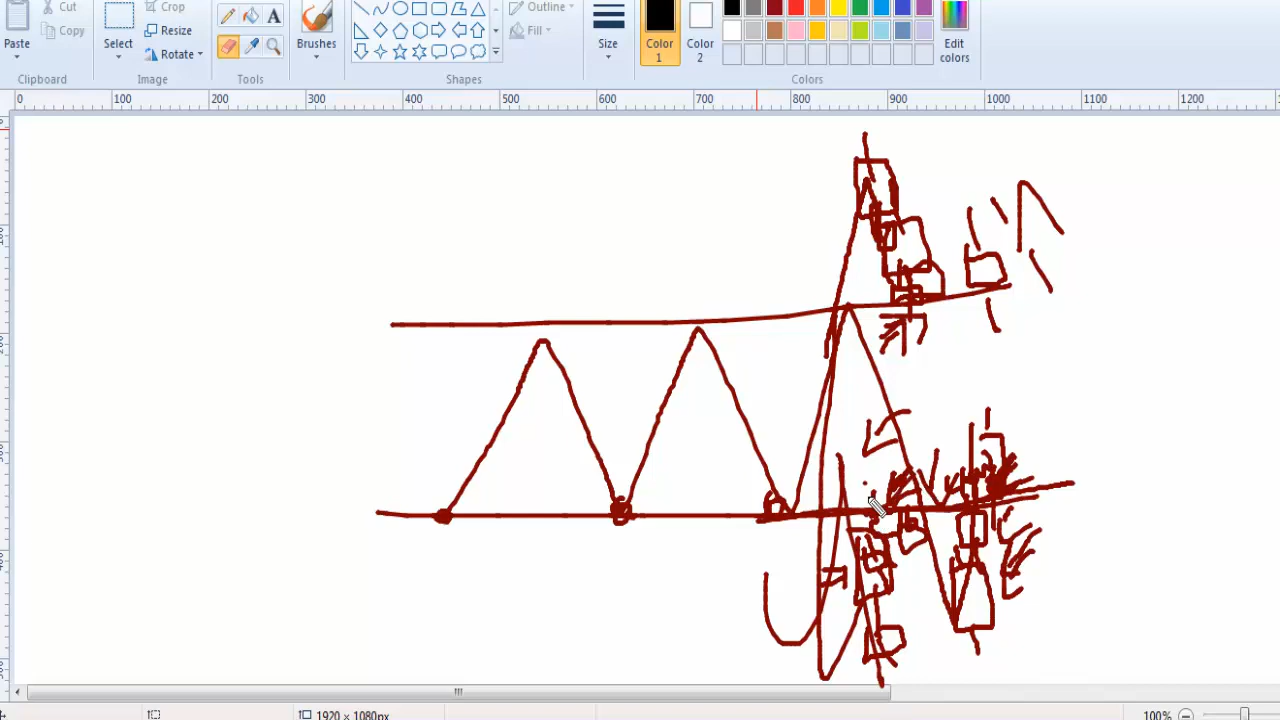 Cut
Crop
Outline
Paste
Copy
Select
Resize
Rotate
A
Brushes
Fill
Size
Color
1
Color
2
Edit
colors
Clipboard
Image
Tools
Shapes
Colors
0 100 200 300 400 500 600 700 800 900 1000 1100 1200
1920 × 1080px
100%